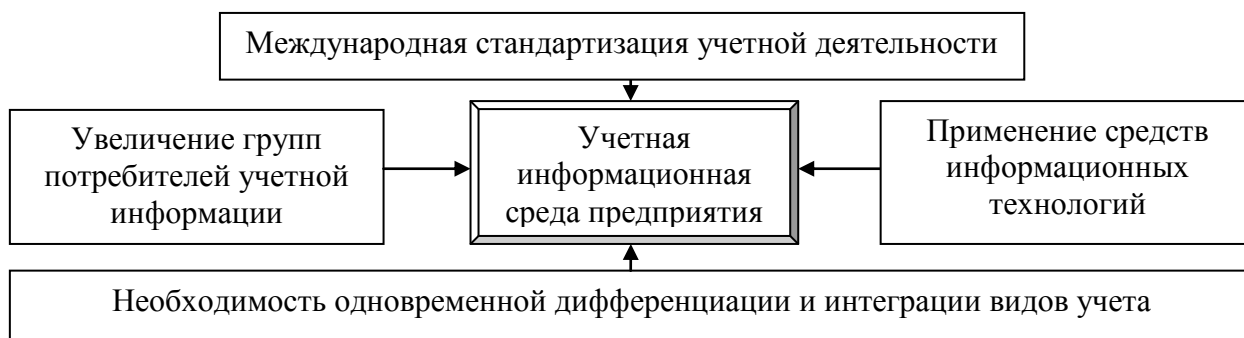 Международная стандартизация учетной деятельности
Увеличение групп
потребителей учетной
информации
Учетная
информационная
среда предприятия
Применение средств
информационных
технологий
Необходимость одновременной дифференциации и интеграции видов учета